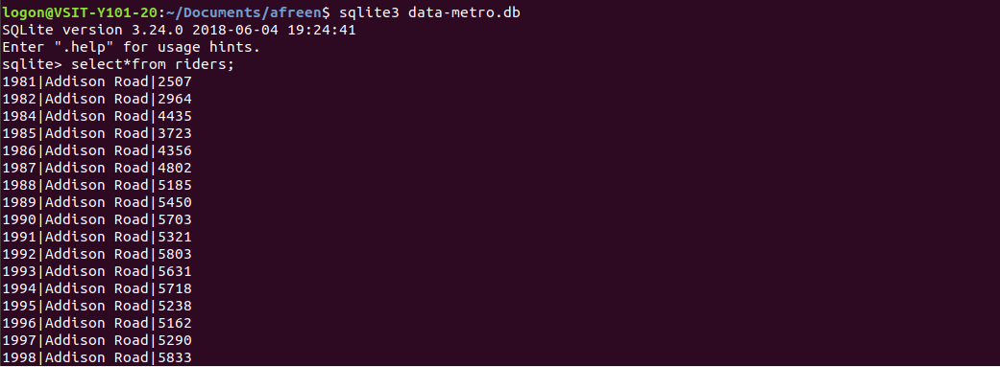 logon@VSIT-Y101-20:~/Documents/afreen$ sqlite3 data-metro.db
SQLite version 3.24.0 2018-06-04 19:24:41
Enter ".help" for usage hints.
sqlite> select*from riders;
1981|Addison Road|2507
1982|Addison Road|2964
1984|Addison Road|4435
1985|Addison Road|3723
1986|Addison Road|4356
1987|Addison Road|4802
1988|Addison Road|5185
1989|Addison Road|5450
1990|Addison Road|5703
1991|Addison Road|5321
1992|Addison Road|5803
1993|Addison Road|5631
1994|Addison Road|5718
1995|Addison Road|5238
1996|Addison Road|5162
1997|Addison Road|5290
1998|Addison Road|5833